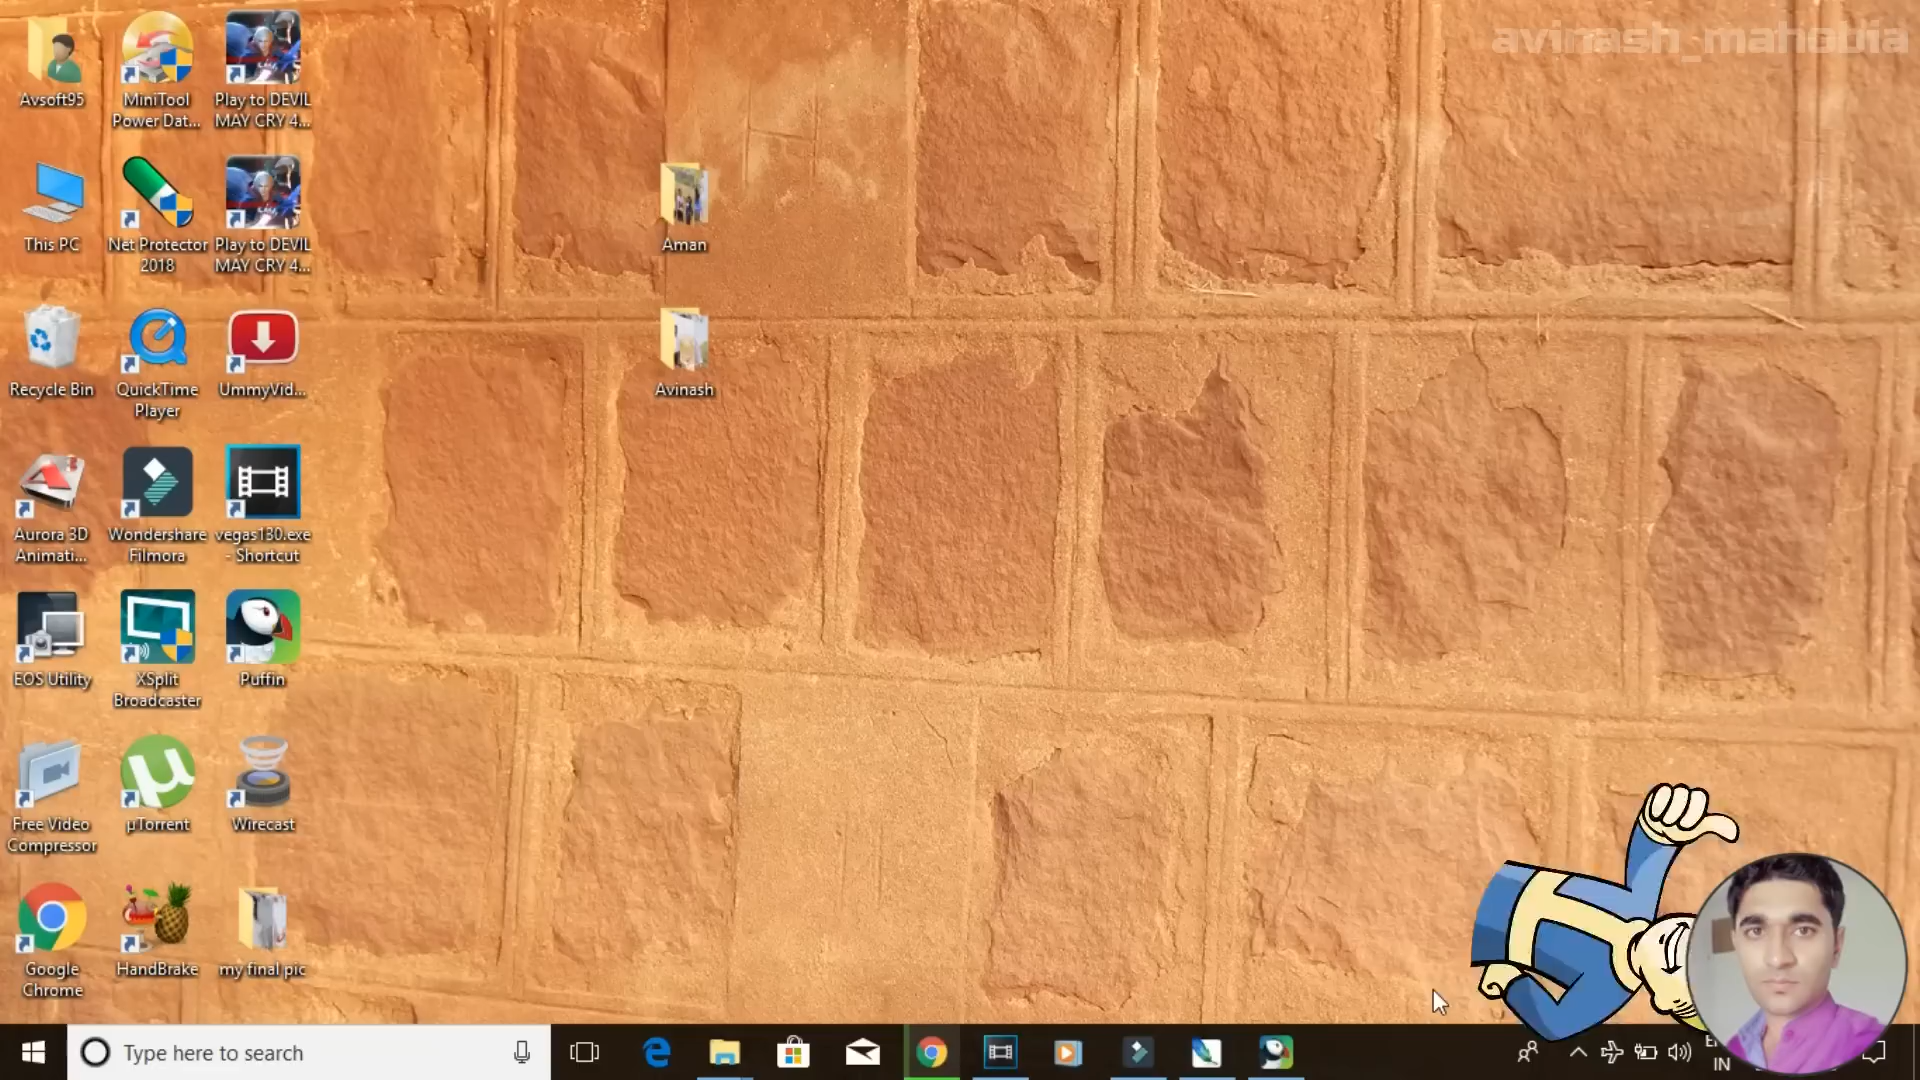 avinash_mahobia
Avsoft95
MiniTool
Power Dat...
Play to DEVIL
MAY CRY 4...
This PC
Net Protector
2018
Play to DEVIL
MAY CRY 4...
Aman
Recycle Bin
QuickTime
Player
UmmyVid...
Avinash
Aurora 3D
Animati...
Wondershare
Filmora
vegas130.exe
- Shortcut
EOS Utility
XSplit
Broadcaster
Puffin
Free Video
Compressor
µTorrent
Wirecast
Google
Chrome
HandBrake
my final pic
Type here to search
IN